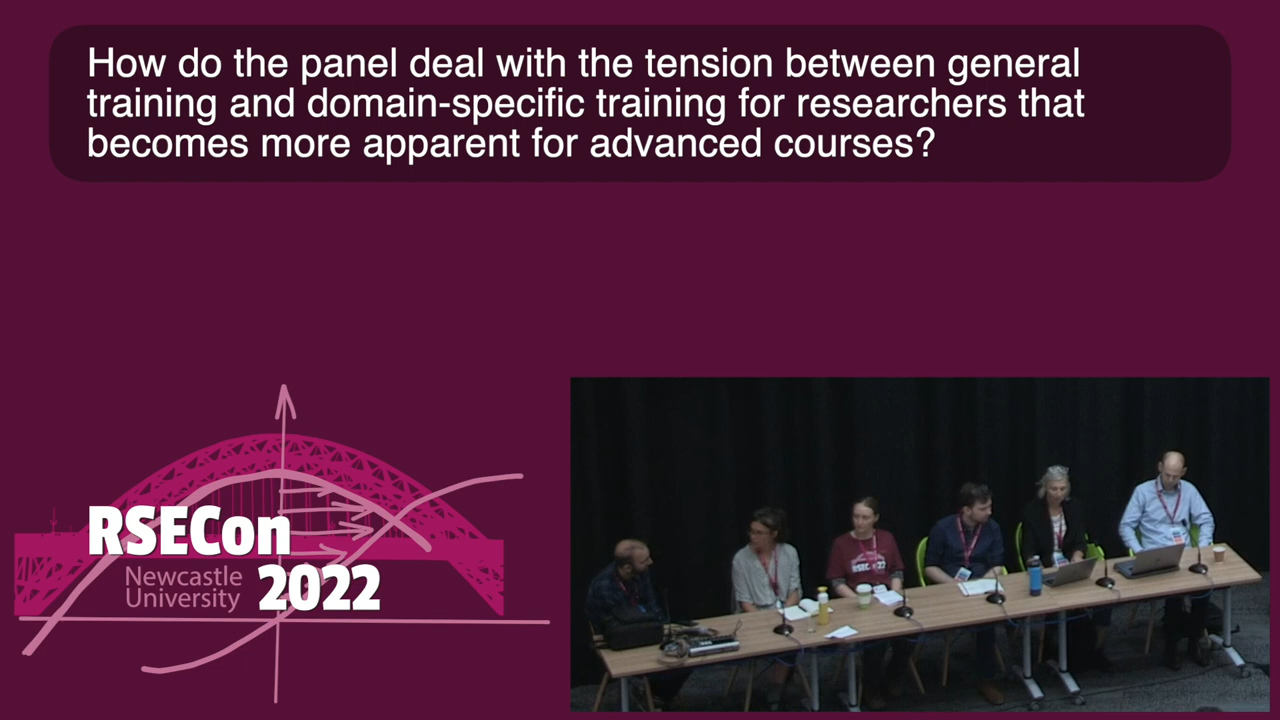 How do the panel deal with the tension between general
training and domain-specific training for researchers that
becomes more apparent for advanced courses?
RSECon
Newcastle
University
2022
RSECon22